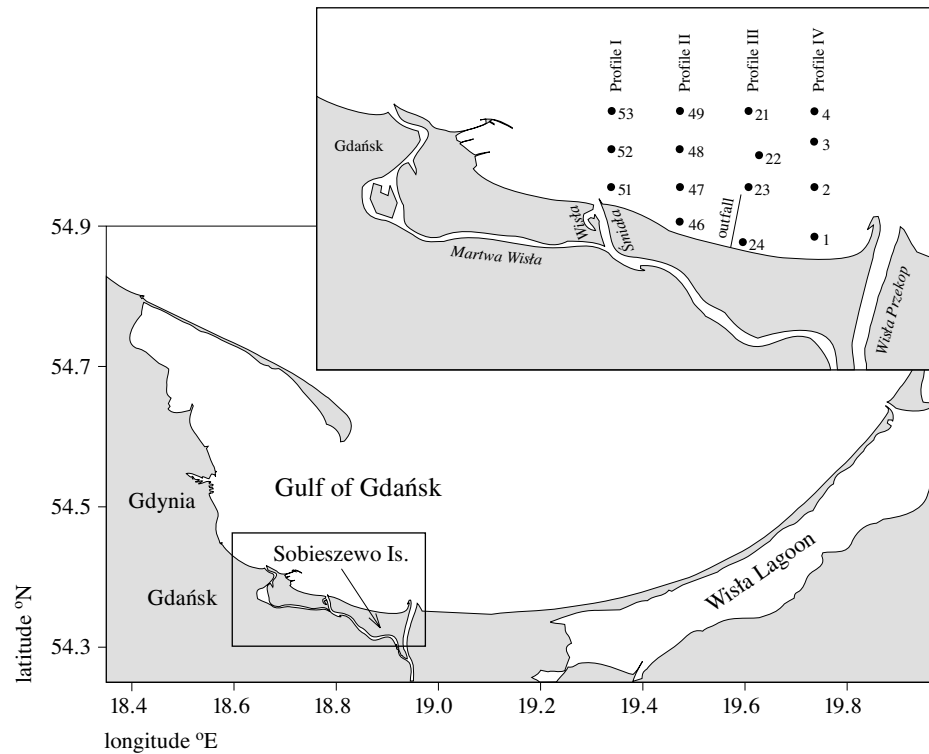 Profile I
Profile II
Profile III
Profile IV
53
49
21
4
3
52
48
22
51
47
23
2
46
24
1
Gdańsk
Wisła
Śmiała
outfall
Martwa Wisła
Wisła Przekop
54.9
54.7
54.5
54.3
latitude °N
Gulf of Gdańsk
Gdynia
Sobieszewo Is.
Gdańsk
Wisła Lagoon
18.4
18.6
18.8
19.0
19.2
19.4
19.6
19.8
longitude °E